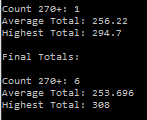 Count 270+: 1
Average Total: 256.22
Highest Total: 294.7
Final Totals:
Count 270+: 6
Average Total: 253.696
Highest Total: 308